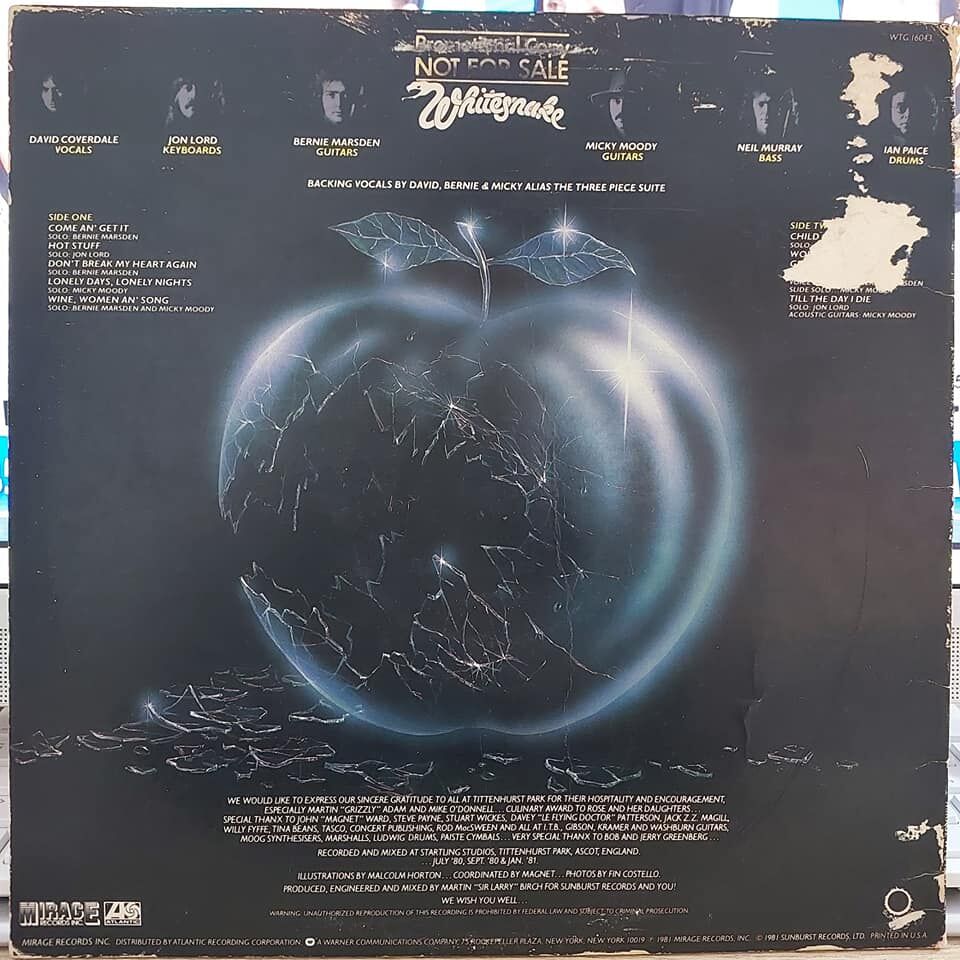 Promotional Copy
NOT FOR SALE
WTG 16043
Whitesnake
DAVID COVERDALE
VOCALS
JON LORD
KEYBOARDS
BERNIE MARSDEN
GUITARS
MICKY MOODY
GUITARS
NEIL MURRAY
BASS
IAN PAICE
DRUMS
BACKING VOCALS BY DAVID, BERNIE & MICKY ALIAS THE THREE PIECE SUITE
SIDE ONE
COME AN' GET IT
SOLO: BERNIE MARSDEN
HOT STUFF
SOLO: JON LORD
DON'T BREAK MY HEART AGAIN
SOLO: BERNIE MARSDEN
LONELY DAYS, LONELY NIGHTS
SOLO: MICKY MOODY
WINE, WOMEN AN' SONG
SOLO: BERNIE MARSDEN AND MICKY MOODY
SIDE
CHILD
SOLO:
SLIDE SOLO: MICKY
TILL THE DAY I DIE
SOLO: JON LORD
ACOUSTIC GUITARS: MICKY MOODY
WE WOULD LIKE TO EXPRESS OUR SINCERE GRATITUDE TO ALL AT TITTENHURST PARK FOR THEIR HOSPITALITY AND ENCOURAGEMENT,
ESPECIALLY MARTIN "GRIZZLY" ADAM AND MIKE O'DONNELL... CULINARY AWARD TO ROSE AND HER DAUGHTERS...
SPECIAL THANX TO JOHN "MAGNET" WARD, STEVE PAYNE, STUART WICKES, DAVEY "LE FLYING DOCTOR" PATTERSON, JACK Z.Z. MAGILL,
WILLY FYFFE, TINA BEANS, TASCO, CONCERT PUBLISHING, ROD MacSWEEN AND ALL AT I.T.B., GIBSON, KRAMER AND WASHBURN GUITARS,
MOOG SYNTHESISERS, MARSHALLS, LUDWIG DRUMS, PAISTE CYMBALS... VERY SPECIAL THANX TO BOB AND JERRY GREENBERG...
RECORDED AND MIXED AT STARTLING STUDIOS, TITTENHURST PARK, ASCOT, ENGLAND.
...JULY '80, SEPT. '80 & JAN. '81.
ILLUSTRATIONS BY MALCOLM HORTON... COORDINATED BY MAGNET... PHOTOS BY FIN COSTELLO.
PRODUCED, ENGINEERED AND MIXED BY MARTIN "SIR LARRY" BIRCH FOR SUNBURST RECORDS AND YOU!
WE WISH YOU WELL...
WARNING: UNAUTHORIZED REPRODUCTION OF THIS RECORDING IS PROHIBITED BY FEDERAL LAW AND SUBJECT TO CRIMINAL PROSECUTION.
MIRAGE
RECORDS INC.
ATLANTIC
MIRAGE RECORDS INC. DISTRIBUTED BY ATLANTIC RECORDING CORPORATION. A WARNER COMMUNICATIONS COMPANY. 75 ROCKEFELLER PLAZA, NEW YORK, NEW YORK 10019 ℗ 1981 MIRAGE RECORDS, INC. © 1981 SUNBURST RECORDS, LTD. PRINTED IN U.S.A.